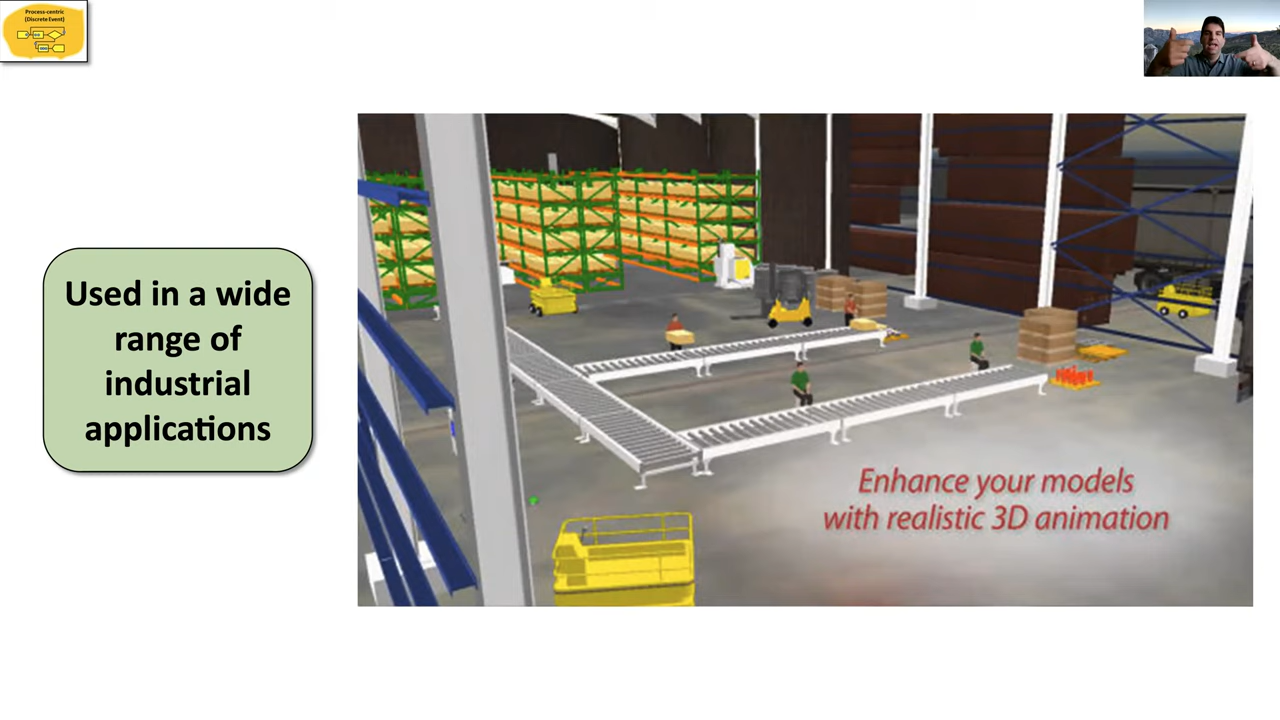 Process-centric
(Discrete Event)
Used in a wide
range of
industrial
applications
Enhance your models
with realistic 3D animation